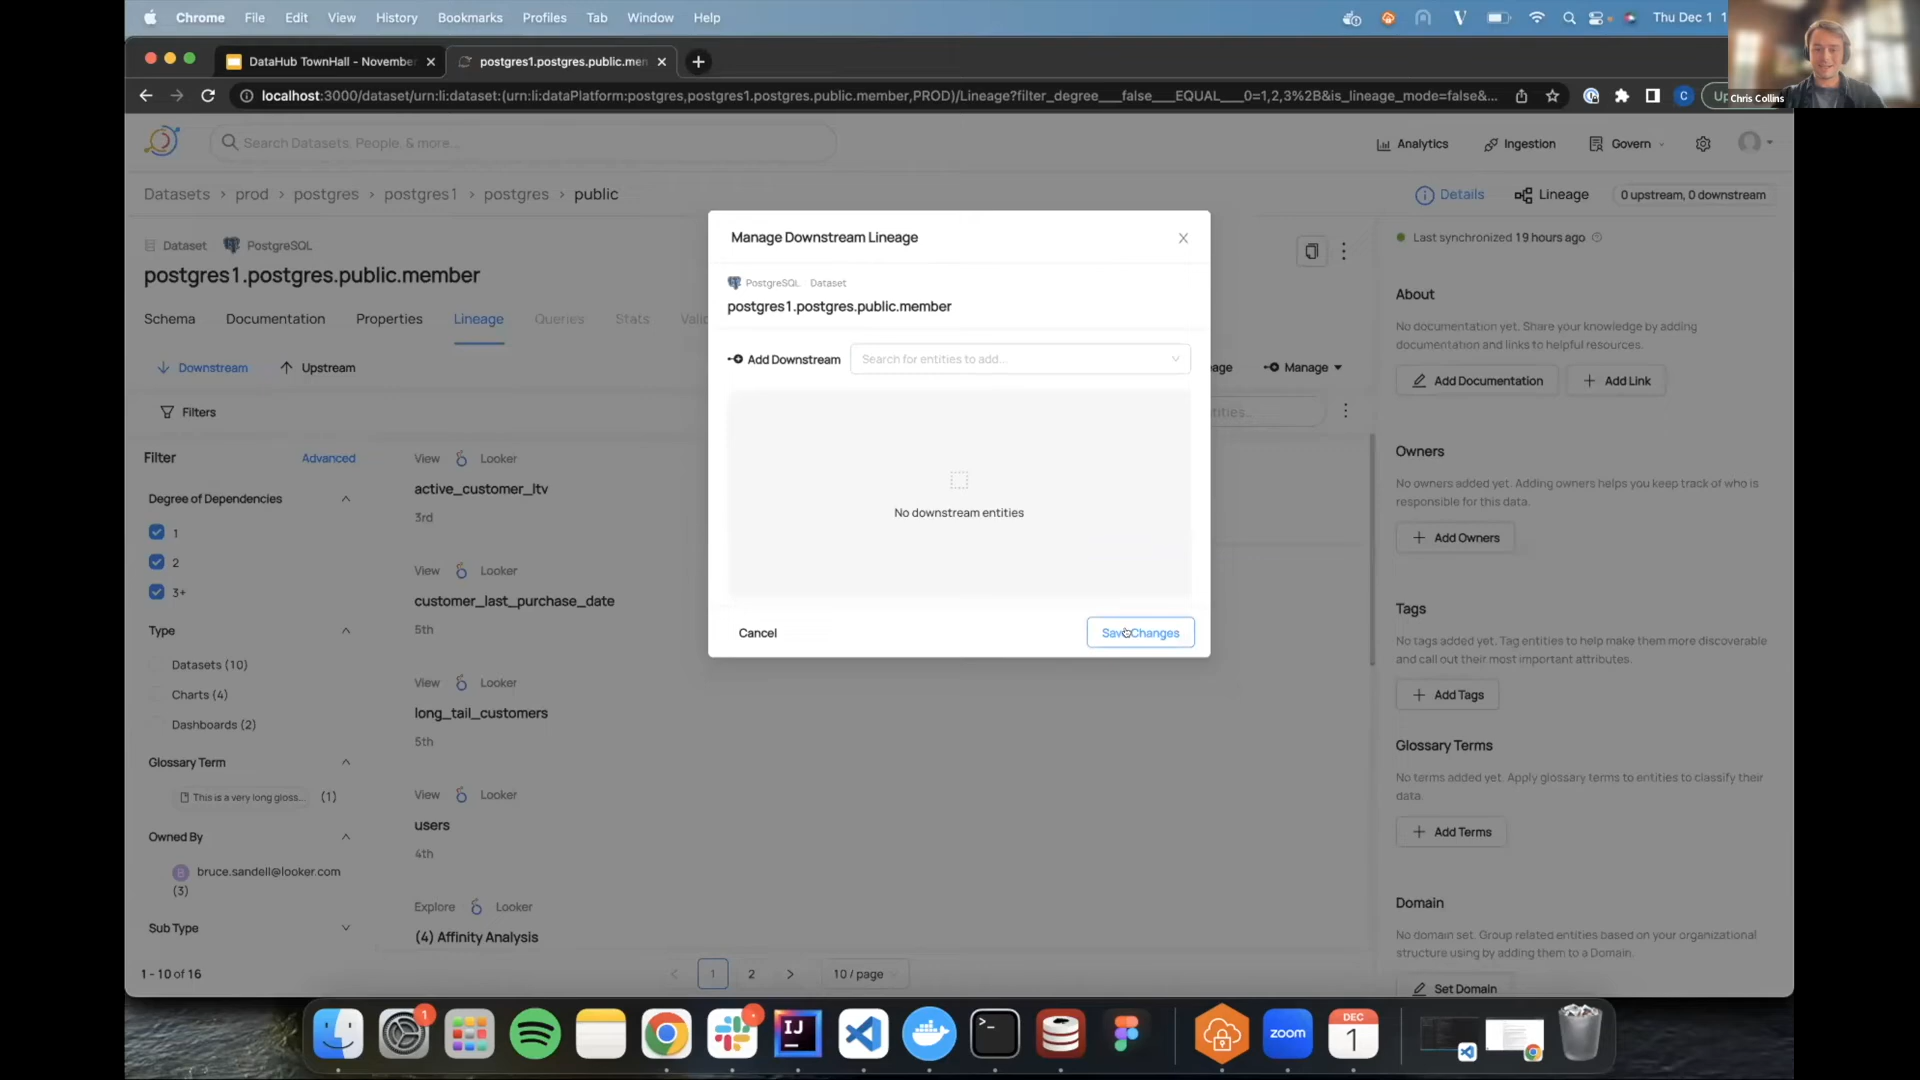 Chrome File Edit View History Bookmarks Profiles Tab Window Help
Thu Dec 1 1
DataHub TownHall - November
postgres1.postgres.public.men
localhost:3000/dataset/urn:li:dataset:(urn:li:dataPlatform:postgres,postgres1.postgres.public.member,PROD)/Lineage?filter_degree___false___EQUAL___0=1,2,3%2B&is_lineage_mode=false&...
C
Up
Chris Collins
Search Datasets, People, & more...
Analytics
Ingestion
Govern
Datasets > prod > postgres > postgres1 > postgres > public
Details
Lineage
0 upstream, 0 downstream
Dataset PostgreSQL
postgres1.postgres.public.member
Schema Documentation Properties Lineage Queries Stats Valid
Downstream Upstream
eage
Manage
Filters
ntities...
Filter Advanced
Degree of Dependencies
1
2
3+
Type
Datasets (10)
Charts (4)
Dashboards (2)
Glossary Term
This is a very long gloss... (1)
Owned By
B bruce.sandell@looker.com
(3)
Sub Type
1 - 10 of 16
View Looker
active_customer_ltv
3rd
View Looker
customer_last_purchase_date
5th
View Looker
long_tail_customers
5th
View Looker
users
4th
Explore Looker
(4) Affinity Analysis
< 1 2 > 10 / page
Manage Downstream Lineage
PostgreSQL Dataset
postgres1.postgres.public.member
Add Downstream
Search for entities to add...
No downstream entities
Cancel
Save Changes
Last synchronized 19 hours ago
About
No documentation yet. Share your knowledge by adding
documentation and links to helpful resources.
Add Documentation
+ Add Link
Owners
No owners added yet. Adding owners helps you keep track of who is
responsible for this data.
+ Add Owners
Tags
No tags added yet. Tag entities to help make them more discoverable
and call out their most important attributes.
+ Add Tags
Glossary Terms
No terms added yet. Apply glossary terms to entities to classify their
data.
+ Add Terms
Domain
No domain set. Group related entities based on your organizational
structure using by adding them to a Domain.
Set Domain
1
IJ
zoom
DEC
1